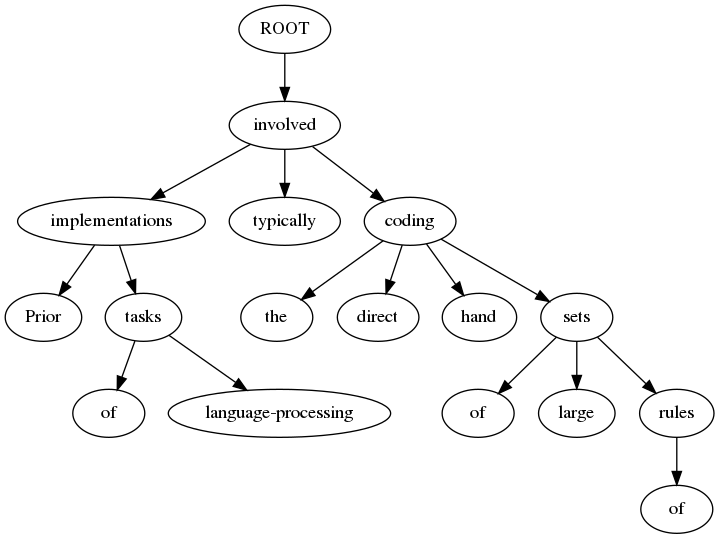 ROOT
involved
implementations typically coding
Prior tasks the direct hand sets
of language-processing of large rules
of